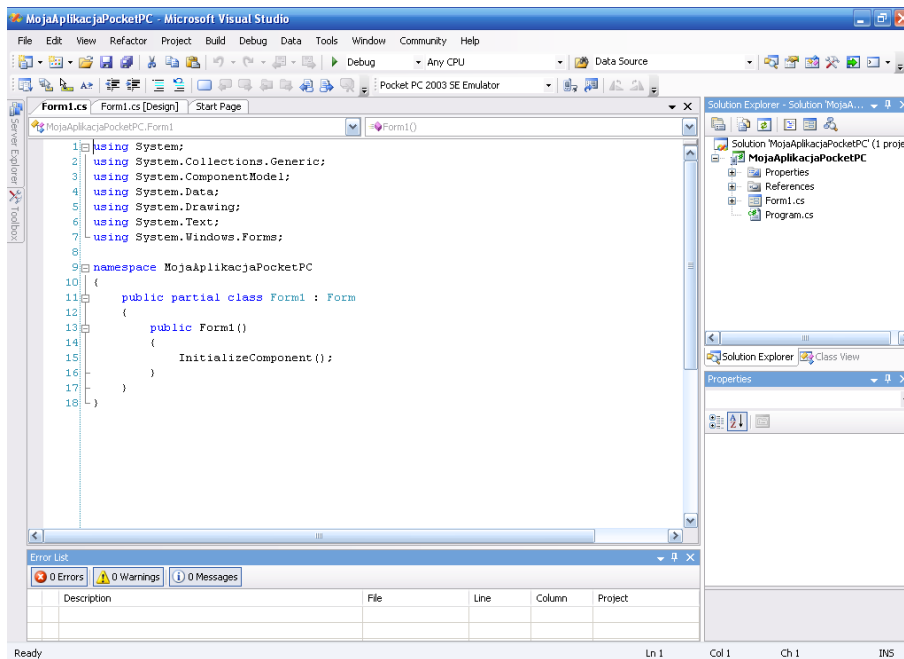 MojaAplikacjaPocketPC - Microsoft Visual Studio
File Edit View Refactor Project Build Debug Data Tools Window Community Help
Debug Any CPU Data Source
Pocket PC 2003 SE Emulator
Form1.cs Form1.cs [Design] Start Page
MojaAplikacjaPocketPC.Form1 Form1()
Server Explorer
Toolbox
1 using System;
2 using System.Collections.Generic;
3 using System.ComponentModel;
4 using System.Data;
5 using System.Drawing;
6 using System.Text;
7 using System.Windows.Forms;
8
9 namespace MojaAplikacjaPocketPC
10 {
11 public partial class Form1 : Form
12 {
13 public Form1()
14 {
15 InitializeComponent();
16 }
17 }
18 }
Solution Explorer - Solution 'MojaA...
Solution 'MojaAplikacjaPocketPC' (1 proje
MojaAplikacjaPocketPC
Properties
References
Form1.cs
Program.cs
Solution Explorer Class View
Properties
Error List
0 Errors 0 Warnings 0 Messages
Description File Line Column Project
Ready Ln 1 Col 1 Ch 1 INS